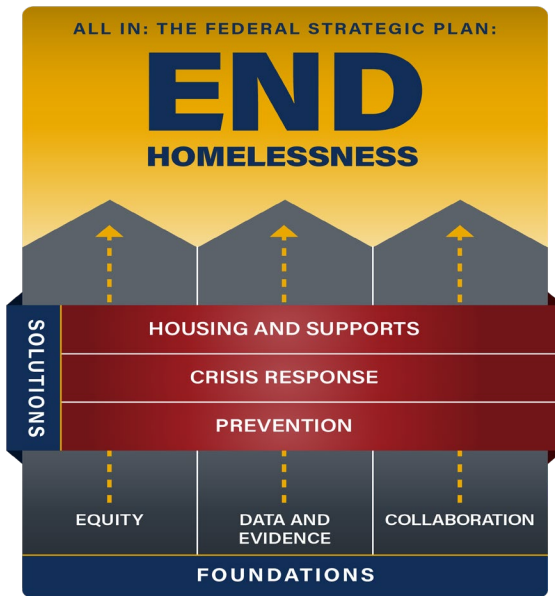 ALL IN: THE FEDERAL STRATEGIC PLAN:
END
HOMELESSNESS
SOLUTIONS
HOUSING AND SUPPORTS
CRISIS RESPONSE
PREVENTION
EQUITY
DATA AND
EVIDENCE
COLLABORATION
FOUNDATIONS